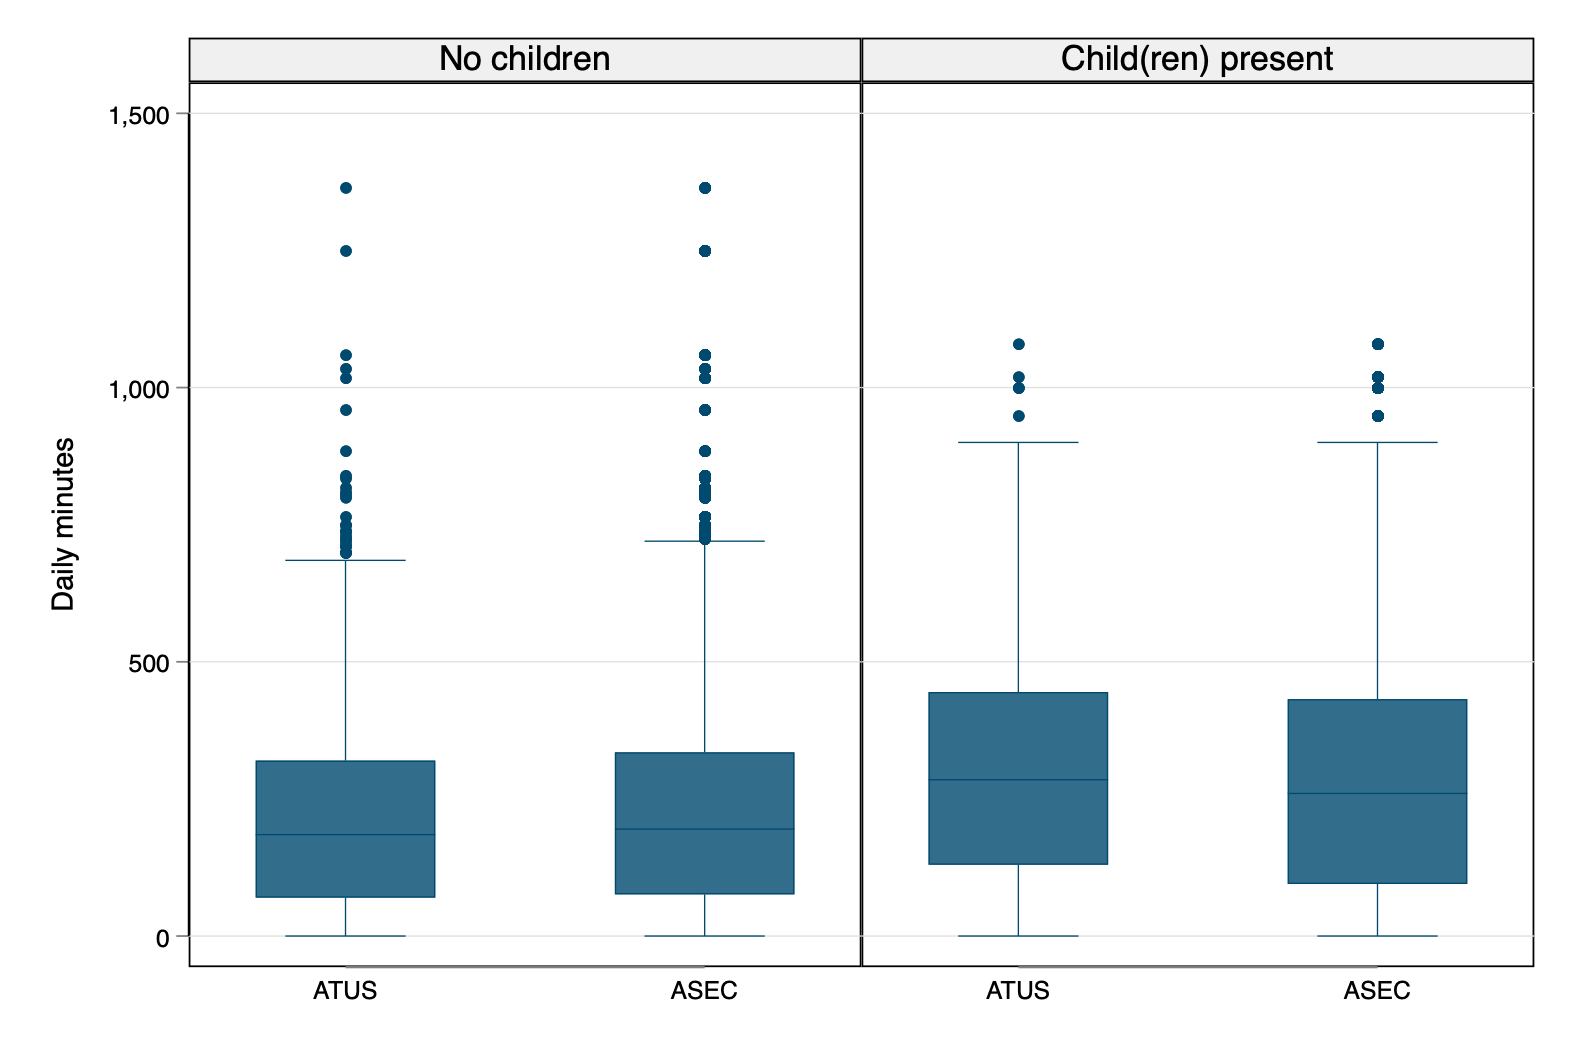 No children
Child(ren) present
Daily minutes
1,500
1,000
500
0
ATUS
ASEC
ATUS
ASEC